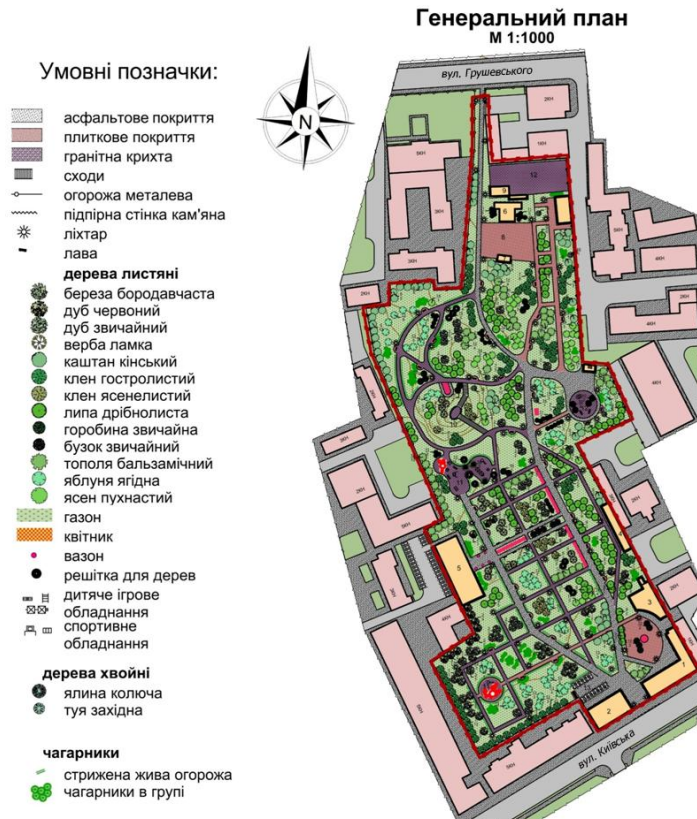 Генеральний план
М 1:1000
Умовні позначки:
N
асфальтове покриття
плиткове покриття
гранітна крихта
сходи
огорожа металева
підпірна стінка кам'яна
ліхтар
лава
дерева листяні
береза бородавчаста
дуб червоний
дуб звичайний
верба ламка
каштан кінський
клен гостролистий
клен ясенелистий
липа дрібнолиста
горобина звичайна
бузок звичайний
тополя бальзамічний
яблуня ягідна
ясен пухнастий
газон
квітник
вазон
решітка для дерев
дитяче ігрове
обладнання
спортивне
обладнання
дерева хвойні
ялина колюча
туя західна
чагарники
стрижена жива огорожа
чагарники в групі
вул. Грушевського
12
9
6
8
5
4
3
1
2
вул. Київська